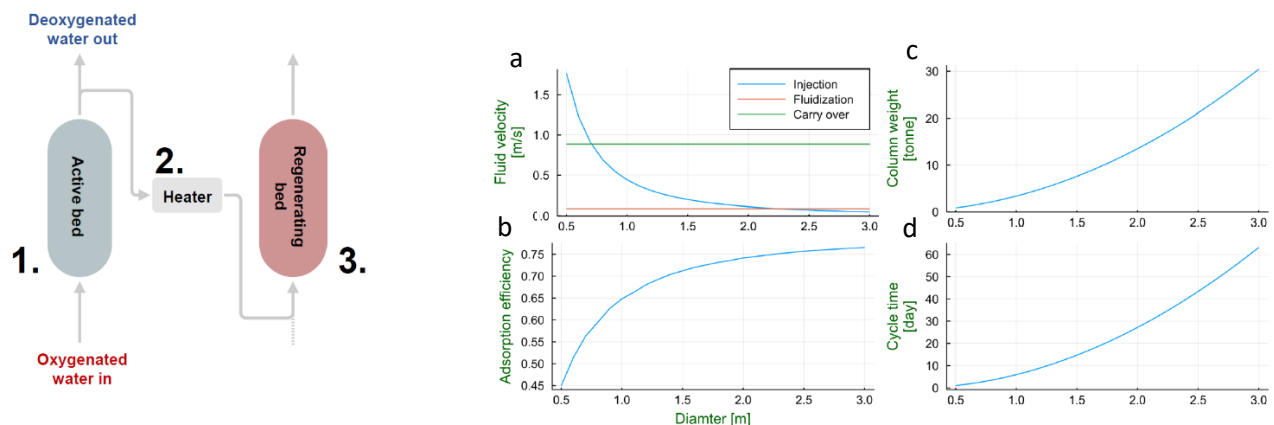 Deoxygenated
water out
Active bed
2.
Heater
Regenerating
bed
1.
3.
Oxygenated
water in
a
Fluid velocity
[m/s]
1.5
1.0
0.5
0.0
Injection
Fluidization
Carry over
0.5 1.0 1.5 2.0 2.5 3.0
b
Adsorption efficiency
0.75
0.70
0.65
0.60
0.55
0.50
0.45
0.5 1.0 1.5 2.0 2.5 3.0
Diamter [m]
c
Column weight
[tonne]
30
20
10
0
0.5 1.0 1.5 2.0 2.5 3.0
d
Cycle time
[day]
60
50
40
30
20
10
0
0.5 1.0 1.5 2.0 2.5 3.0